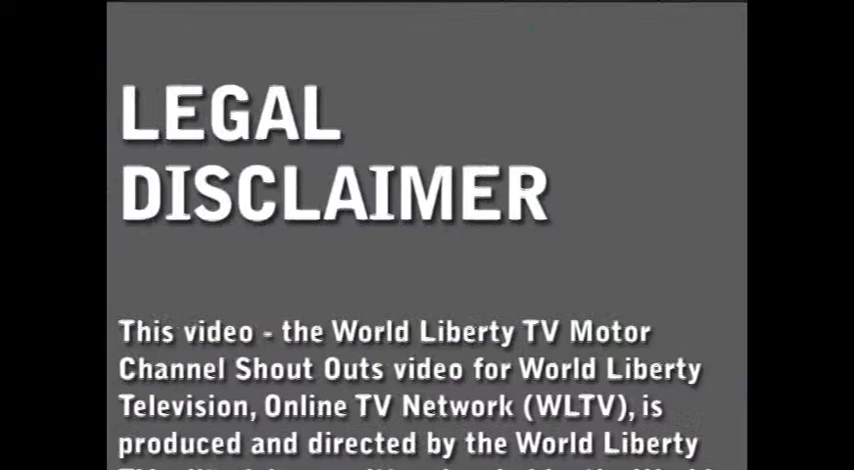 LEGAL
DISCLAIMER
This video - the World Liberty TV Motor
Channel Shout Outs video for World Liberty
Television, Online TV Network (WLTV), is
produced and directed by the World Liberty